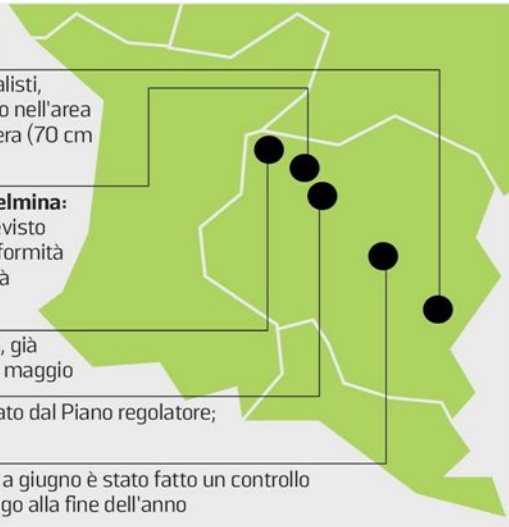 alisti,
o nell'area
era (70 cm
elmina:
evisto
formità
à
, già
maggio
ato dal Piano regolatore;
a giugno è stato fatto un controllo
go alla fine dell'anno